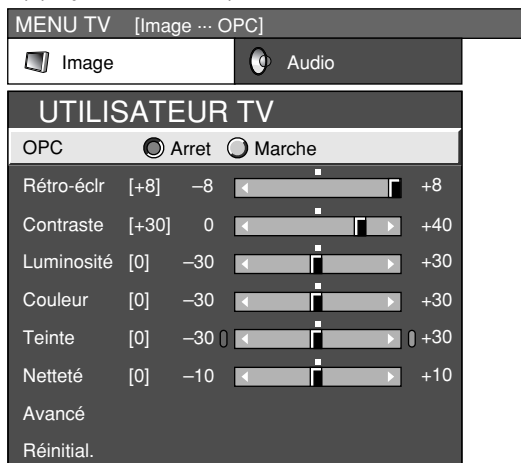 MENU TV [Image ··· OPC]
Image Audio
UTILISATEUR TV
OPC Arret Marche
Rétro-éclr [+8] –8 +8
Contraste [+30] 0 +40
Luminosité [0] –30 +30
Couleur [0] –30 +30
Teinte [0] –30 +30
Netteté [0] –10 +10
Avancé
Réinitial.